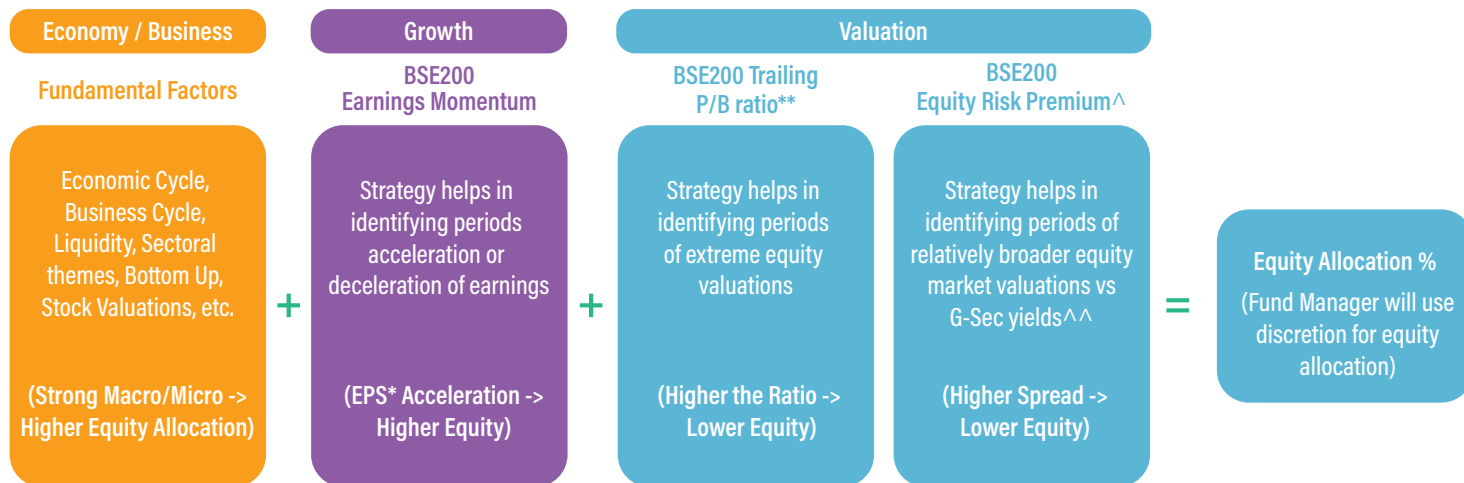 Economy / Business
Fundamental Factors
Economic Cycle,
Business Cycle,
Liquidity, Sectoral
themes, Bottom Up,
Stock Valuations, etc.
(Strong Macro/Micro ->
Higher Equity Allocation)
+
Growth
BSE200
Earnings Momentum
Strategy helps in
identifying periods
acceleration or
deceleration of earnings
(EPS* Acceleration ->
Higher Equity)
+
Valuation
BSE200 Trailing
P/B ratio**
Strategy helps in
identifying periods
of extreme equity
valuations
(Higher the Ratio ->
Lower Equity)
BSE200
Equity Risk Premium^
Strategy helps in
identifying periods of
relatively broader equity
market valuations vs
G-Sec yields^^
(Higher Spread ->
Lower Equity)
=
Equity Allocation %
(Fund Manager will use
discretion for equity
allocation)